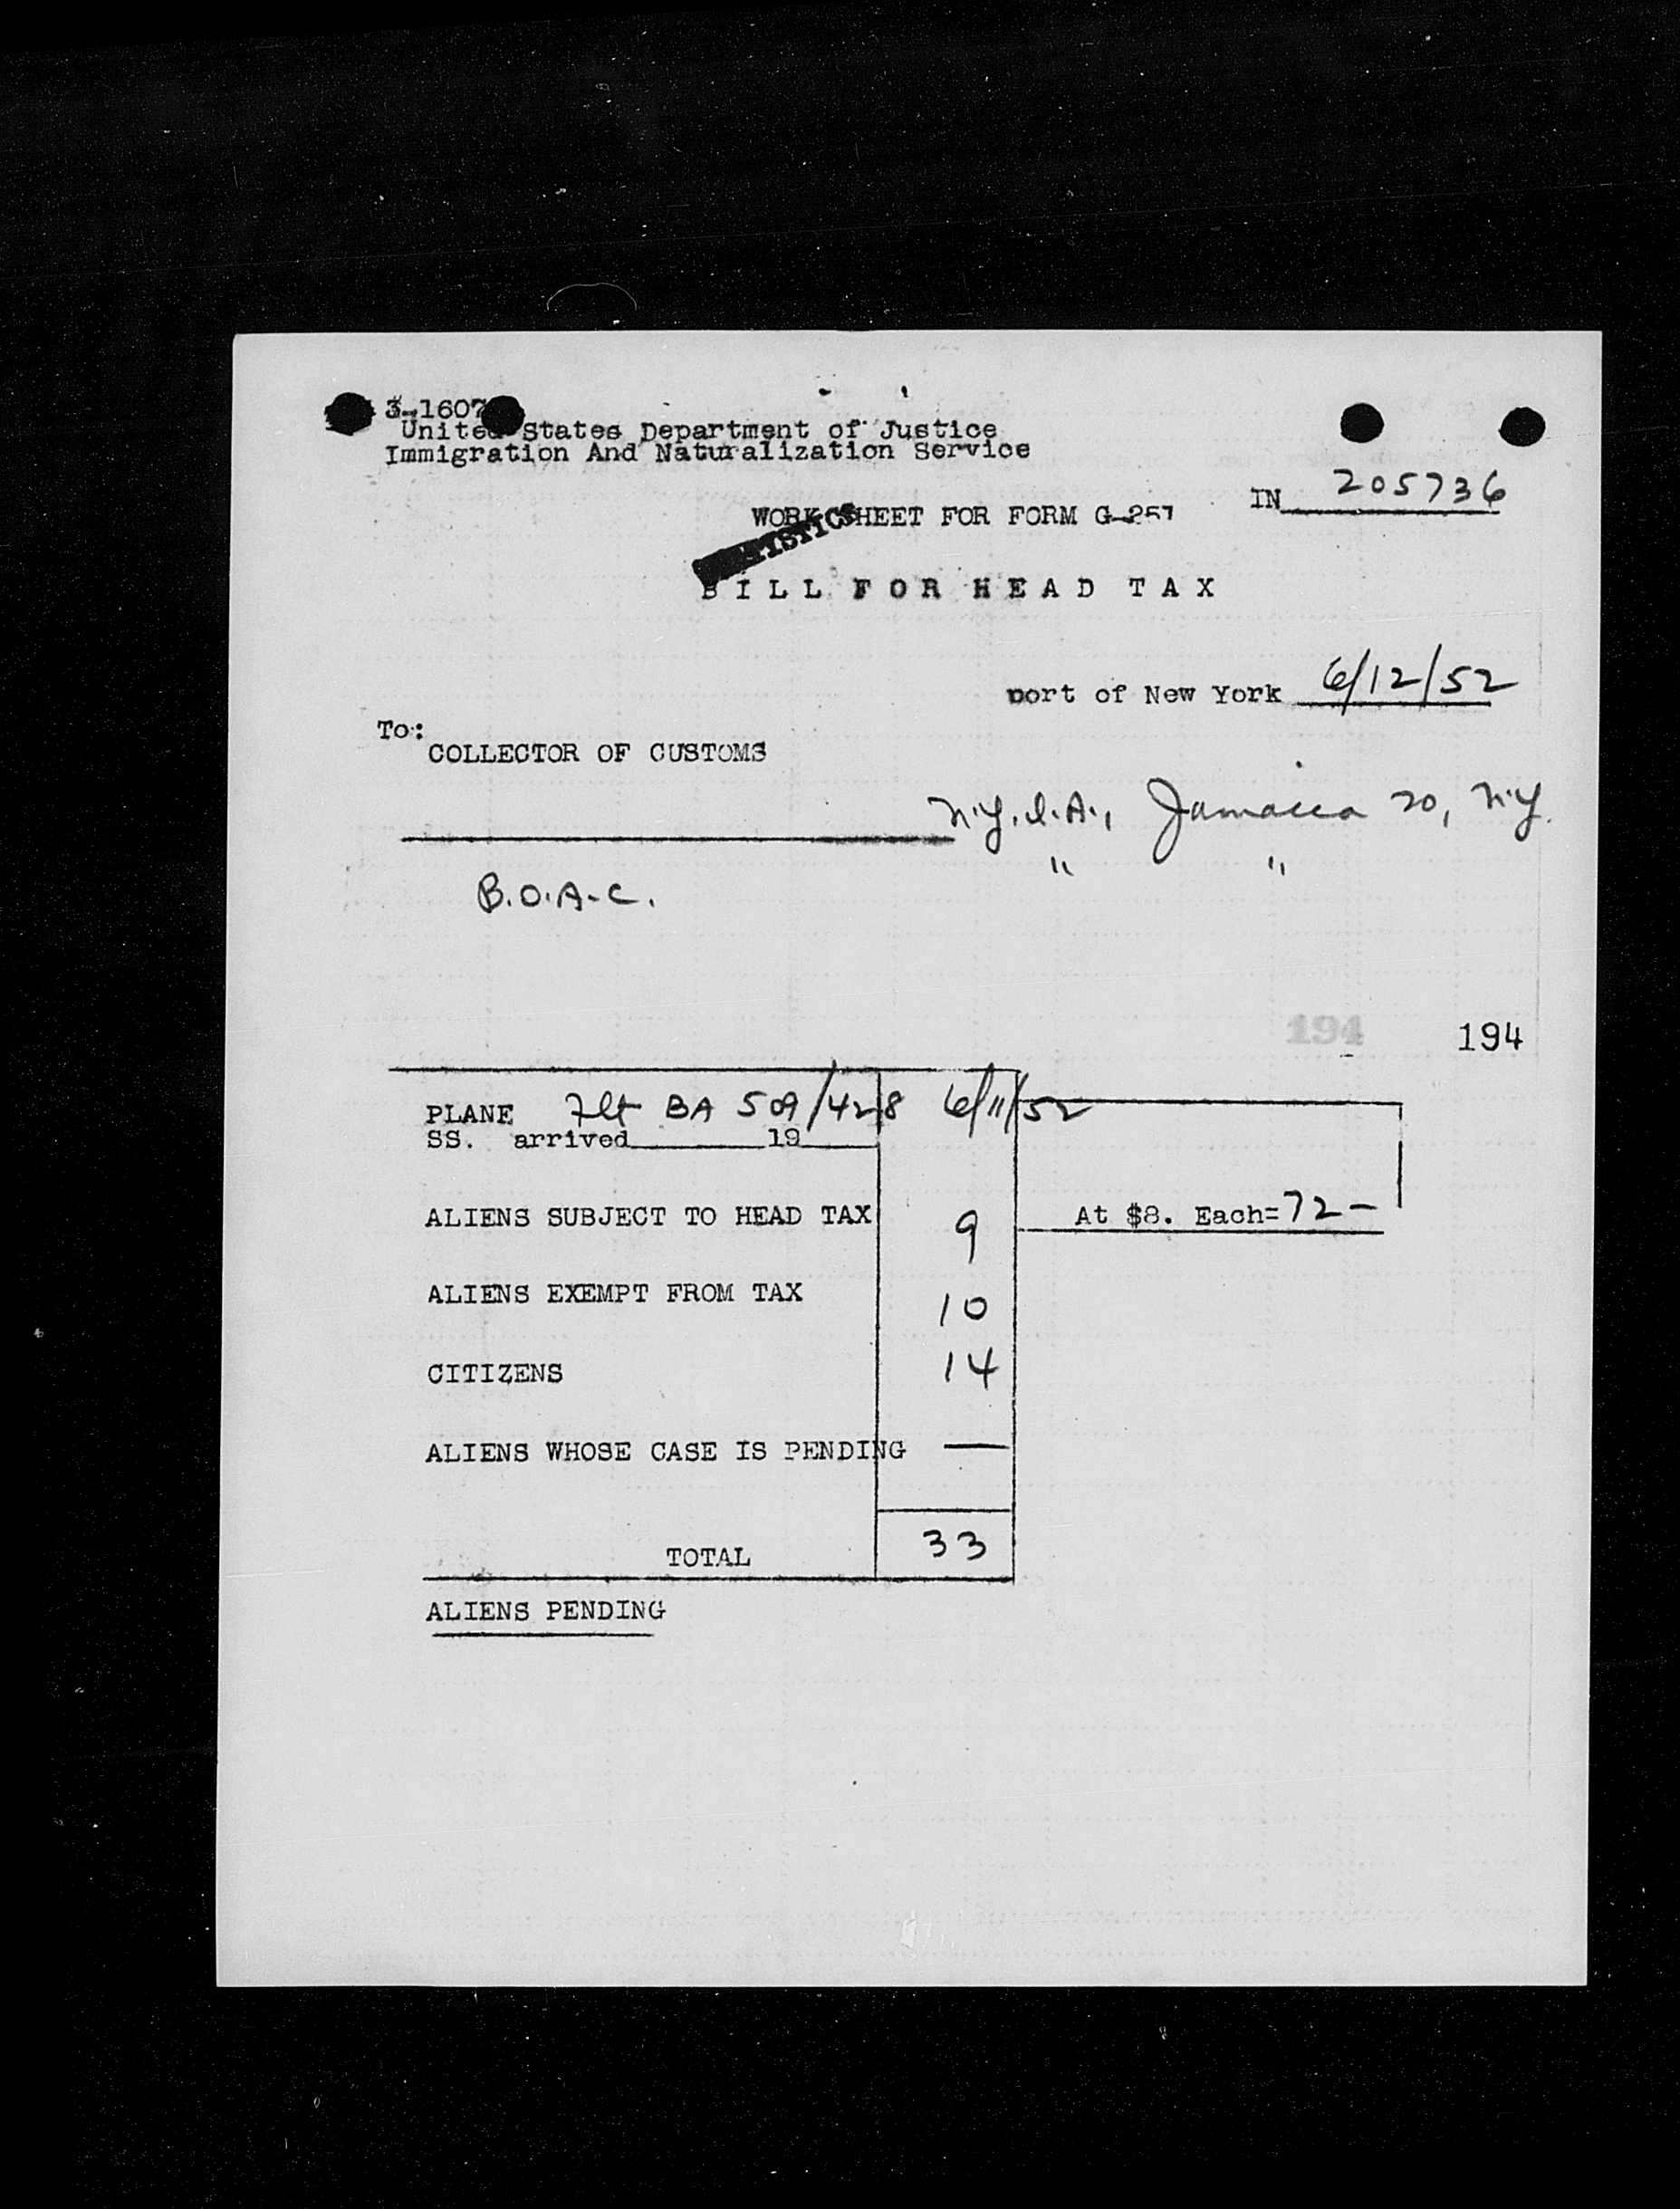 3-1607
United States Department of Justice
Immigration And Naturalization Service
IN 205736
WORK SHEET FOR FORM G-257
BILL FOR HEAD TAX
port of New York 6/12/52
To:
COLLECTOR OF CUSTOMS
N.Y.I.A., Jamaica 20, N.Y.
" "
B.O.A.C.
194 194
PLANE Flt BA 509/428 6/11/52
SS. arrived 19
ALIENS SUBJECT TO HEAD TAX 9 At $8. Each=72-
ALIENS EXEMPT FROM TAX 10
CITIZENS 14
ALIENS WHOSE CASE IS PENDING —
TOTAL 33
ALIENS PENDING